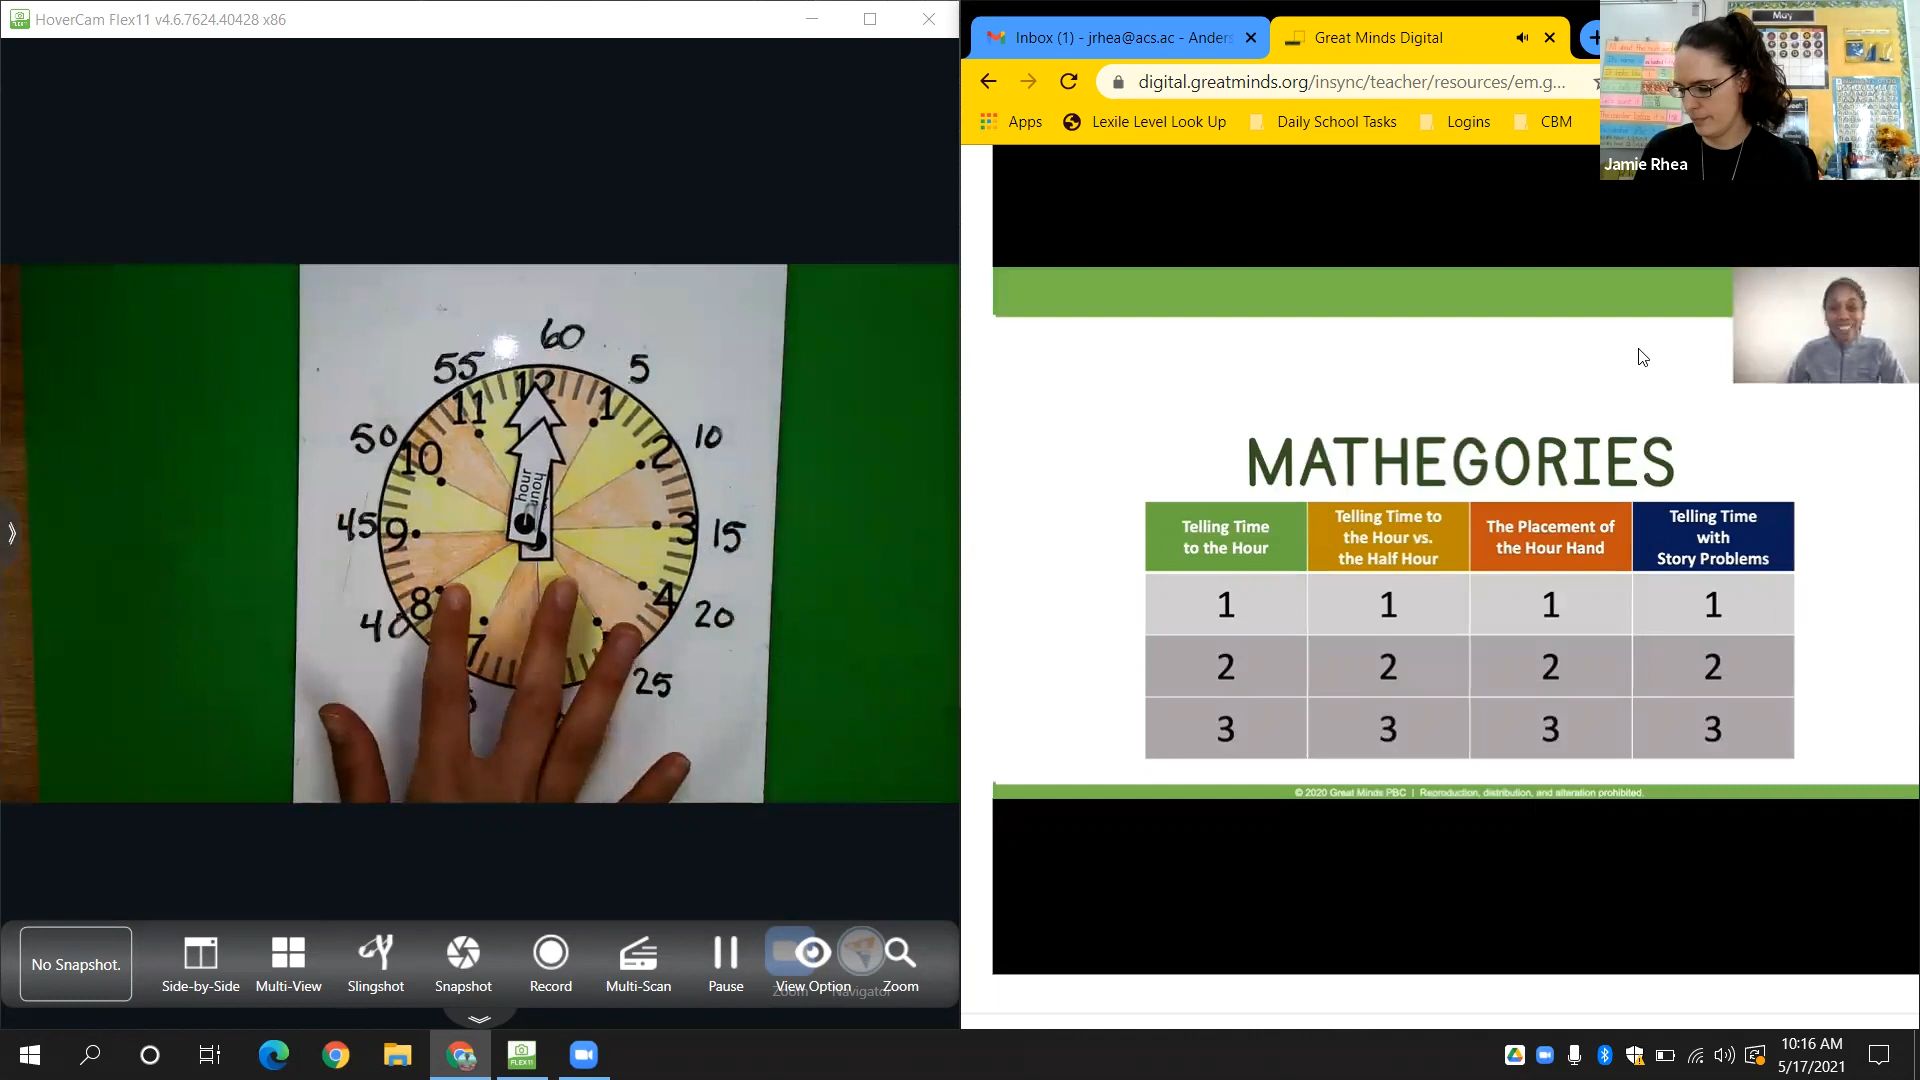 HoverCam Flex11 v4.6.7624.40428 x86
60
55
5
12
11
1
50
10
10
2
45
9
3
15
hour
hour
8
4
40
20
7
25
No Snapshot.
Side-by-Side
Multi-View
Slingshot
Snapshot
Record
Multi-Scan
Pause
View Option
Zoom
Zoom
Navigator
Inbox (1) - jrhea@acs.ac - Anders
Great Minds Digital
digital.greatminds.org/insync/teacher/resources/em.g...
Apps
Lexile Level Look Up
Daily School Tasks
Logins
CBM
May
Jamie Rhea
MATHEGORIES
Telling Time
to the Hour
Telling Time to
the Hour vs.
the Half Hour
The Placement of
the Hour Hand
Telling Time
with
Story Problems
1 1 1 1
2 2 2 2
3 3 3 3
© 2020 Great Minds PBC | Reproduction, distribution, and alteration prohibited.
FLEX11
10:16 AM
5/17/2021